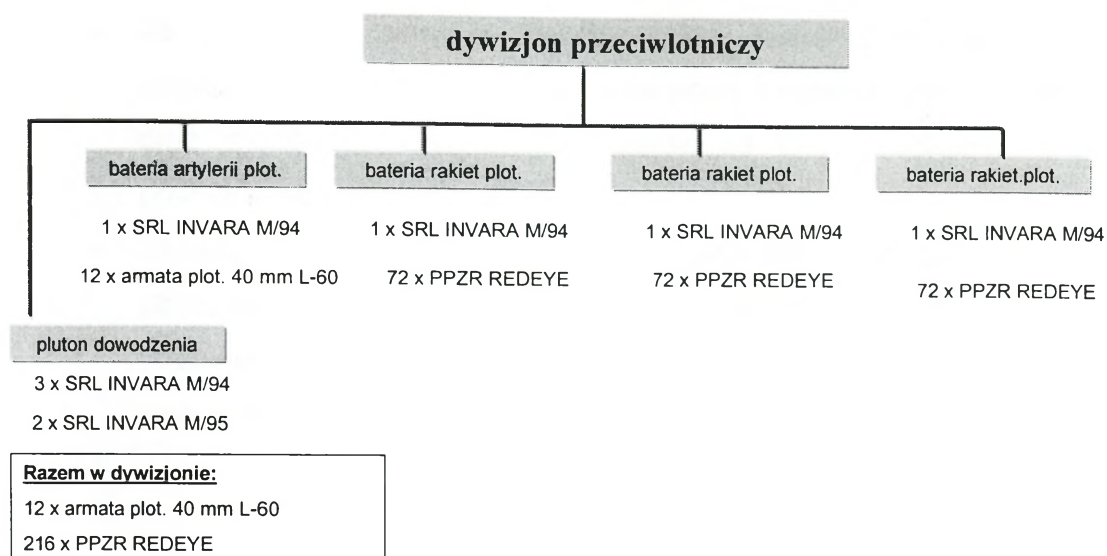 dywizjon przeciwlotniczy
bateria artylerii plot.
bateria rakiet plot.
bateria rakiet plot.
bateria rakiet.plot.
1 x SRL INVARA M/94
1 x SRL INVARA M/94
1 x SRL INVARA M/94
1 x SRL INVARA M/94
12 x armata plot. 40 mm L-60
72 x PPZR REDEYE
72 x PPZR REDEYE
72 x PPZR REDEYE
pluton dowodzenia
3 x SRL INVARA M/94
2 x SRL INVARA M/95
Razem w dywizjonie:
12 x armata plot. 40 mm L-60
216 x PPZR REDEYE